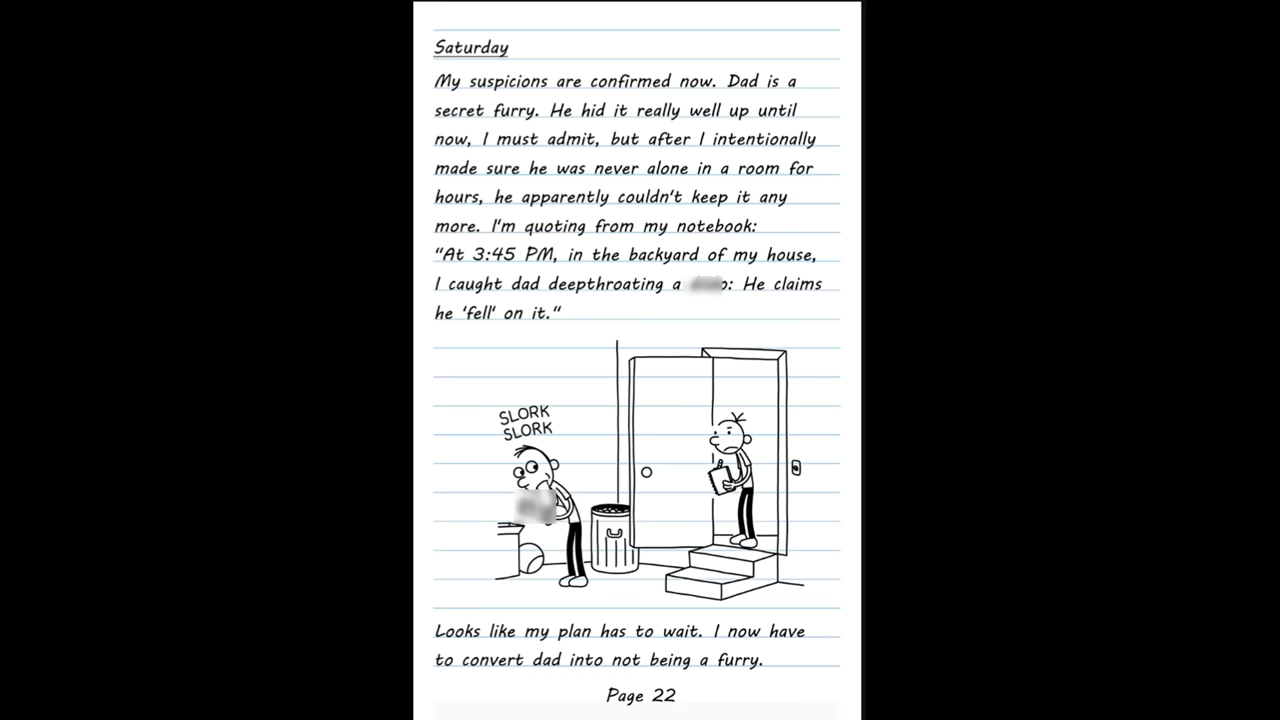 Saturday
My suspicions are confirmed now. Dad is a
secret furry. He hid it really well up until
now, I must admit, but after I intentionally
made sure he was never alone in a room for
hours, he apparently couldn't keep it any
more. I'm quoting from my notebook:
"At 3:45 PM, in the backyard of my house,
I caught dad deepthroating a : He claims
he 'fell' on it."
SLORK
SLORK
Looks like my plan has to wait. I now have
to convert dad into not being a furry.
Page 22